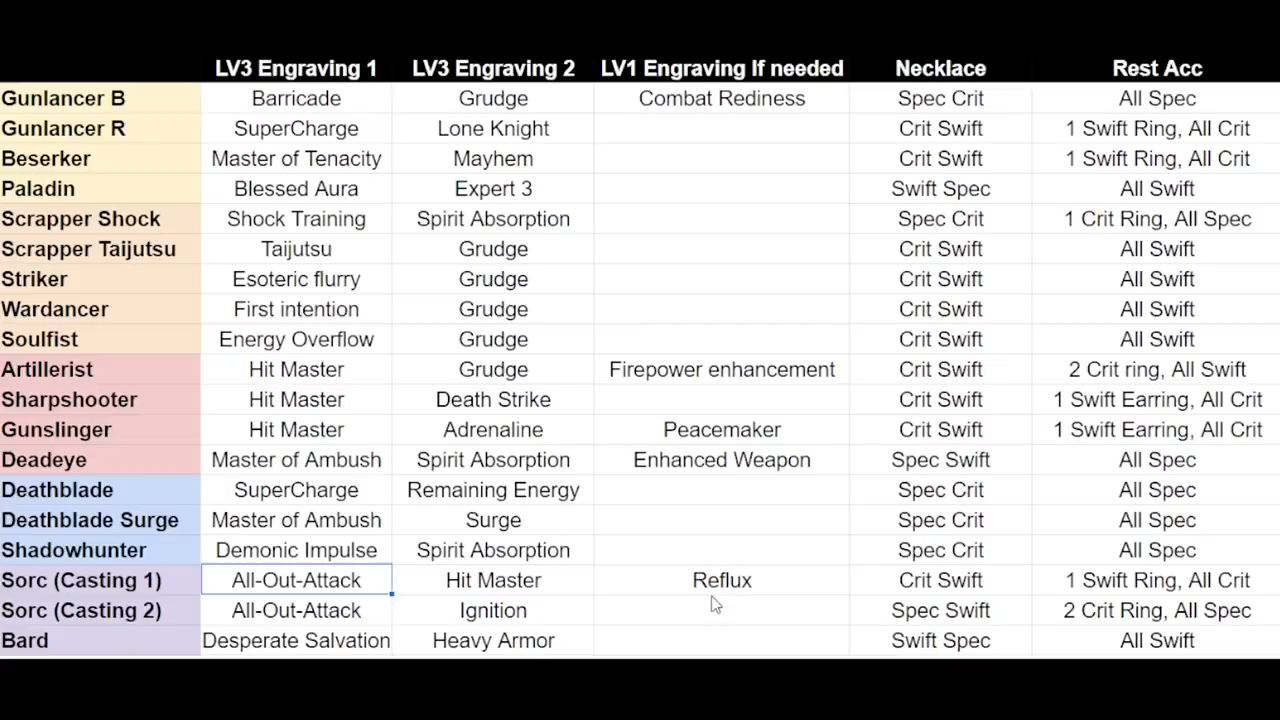 LV3 Engraving 1 LV3 Engraving 2 LV1 Engraving If needed Necklace Rest Acc
Gunlancer B Barricade Grudge Combat Rediness Spec Crit All Spec
Gunlancer R SuperCharge Lone Knight Crit Swift 1 Swift Ring, All Crit
Beserker Master of Tenacity Mayhem Crit Swift 1 Swift Ring, All Crit
Paladin Blessed Aura Expert 3 Swift Spec All Swift
Scrapper Shock Shock Training Spirit Absorption Spec Crit 1 Crit Ring, All Spec
Scrapper Taijutsu Taijutsu Grudge Crit Swift All Swift
Striker Esoteric flurry Grudge Crit Swift All Swift
Wardancer First intention Grudge Crit Swift All Swift
Soulfist Energy Overflow Grudge Crit Swift All Swift
Artillerist Hit Master Grudge Firepower enhancement Crit Swift 2 Crit ring, All Swift
Sharpshooter Hit Master Death Strike Crit Swift 1 Swift Earring, All Crit
Gunslinger Hit Master Adrenaline Peacemaker Crit Swift 1 Swift Earring, All Crit
Deadeye Master of Ambush Spirit Absorption Enhanced Weapon Spec Swift All Spec
Deathblade SuperCharge Remaining Energy Spec Crit All Spec
Deathblade Surge Master of Ambush Surge Spec Crit All Spec
Shadowhunter Demonic Impulse Spirit Absorption Spec Crit All Spec
Sorc (Casting 1) All-Out-Attack Hit Master Reflux Crit Swift 1 Swift Ring, All Crit
Sorc (Casting 2) All-Out-Attack Ignition Spec Swift 2 Crit Ring, All Spec
Bard Desperate Salvation Heavy Armor Swift Spec All Swift